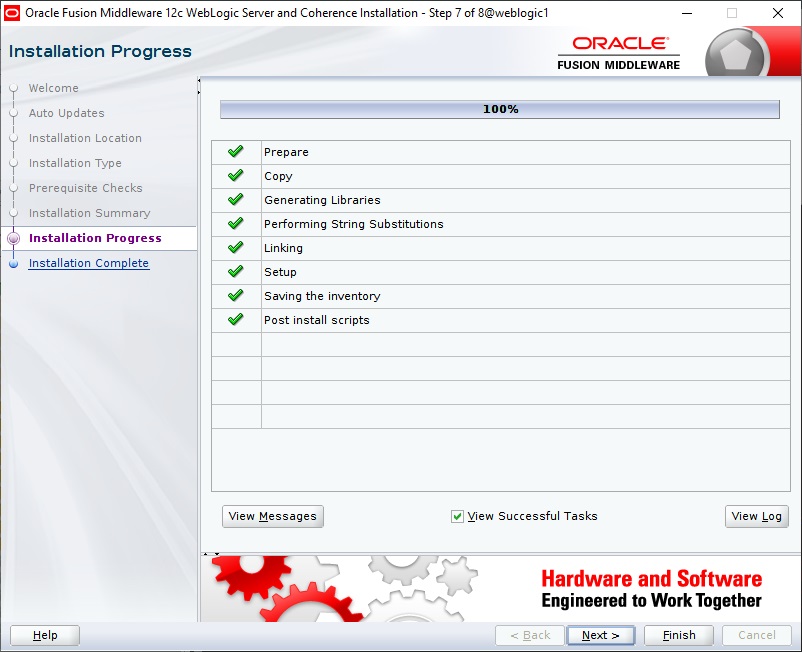 Oracle Fusion Middleware 12c WebLogic Server and Coherence Installation - Step 7 of 8@weblogic1
Installation Progress
ORACLE®
FUSION MIDDLEWARE
Welcome
Auto Updates
Installation Location
Installation Type
Prerequisite Checks
Installation Summary
Installation Progress
Installation Complete
100%
Prepare
Copy
Generating Libraries
Performing String Substitutions
Linking
Setup
Saving the inventory
Post install scripts
View Messages
View Successful Tasks
View Log
Hardware and Software
Engineered to Work Together
Help
< Back
Next >
Finish
Cancel